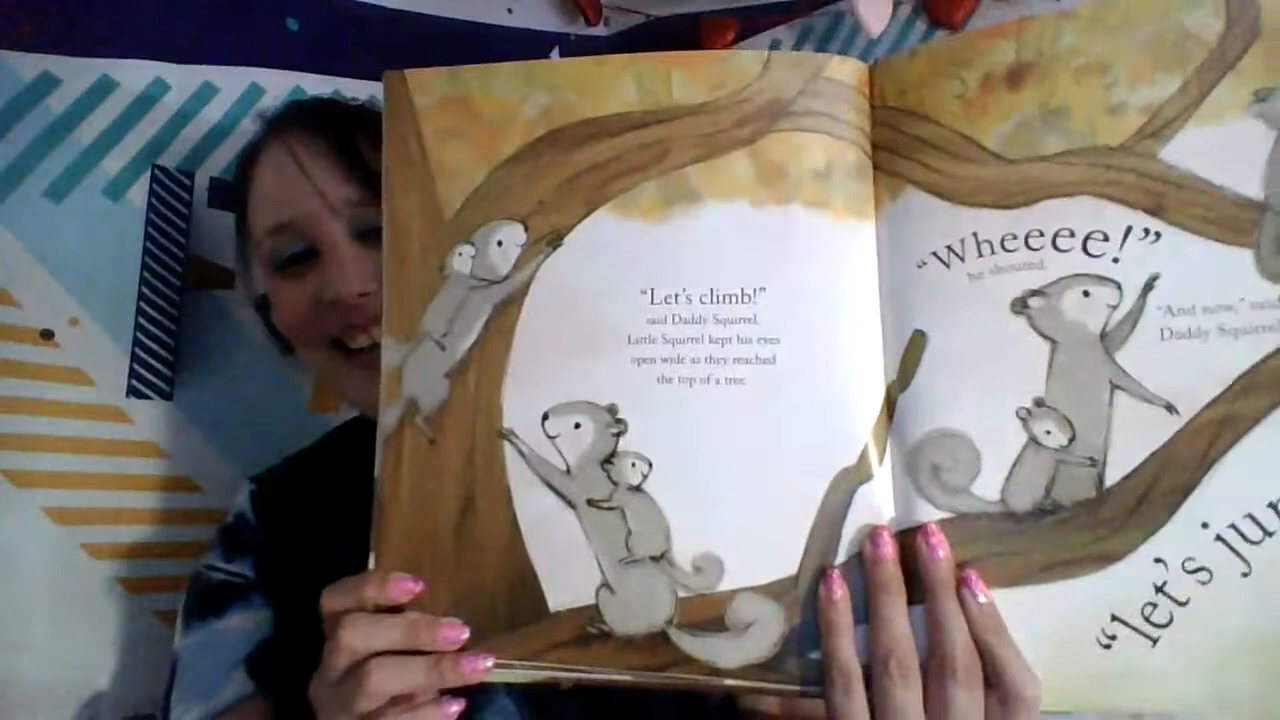 “Let’s climb!”
said Daddy Squirrel.
Little Squirrel kept his eyes
open wide as they reached
the top of a tree.
“Wheeee!”
he shouted.
“And now,” said
Daddy Squirrel
“let’s